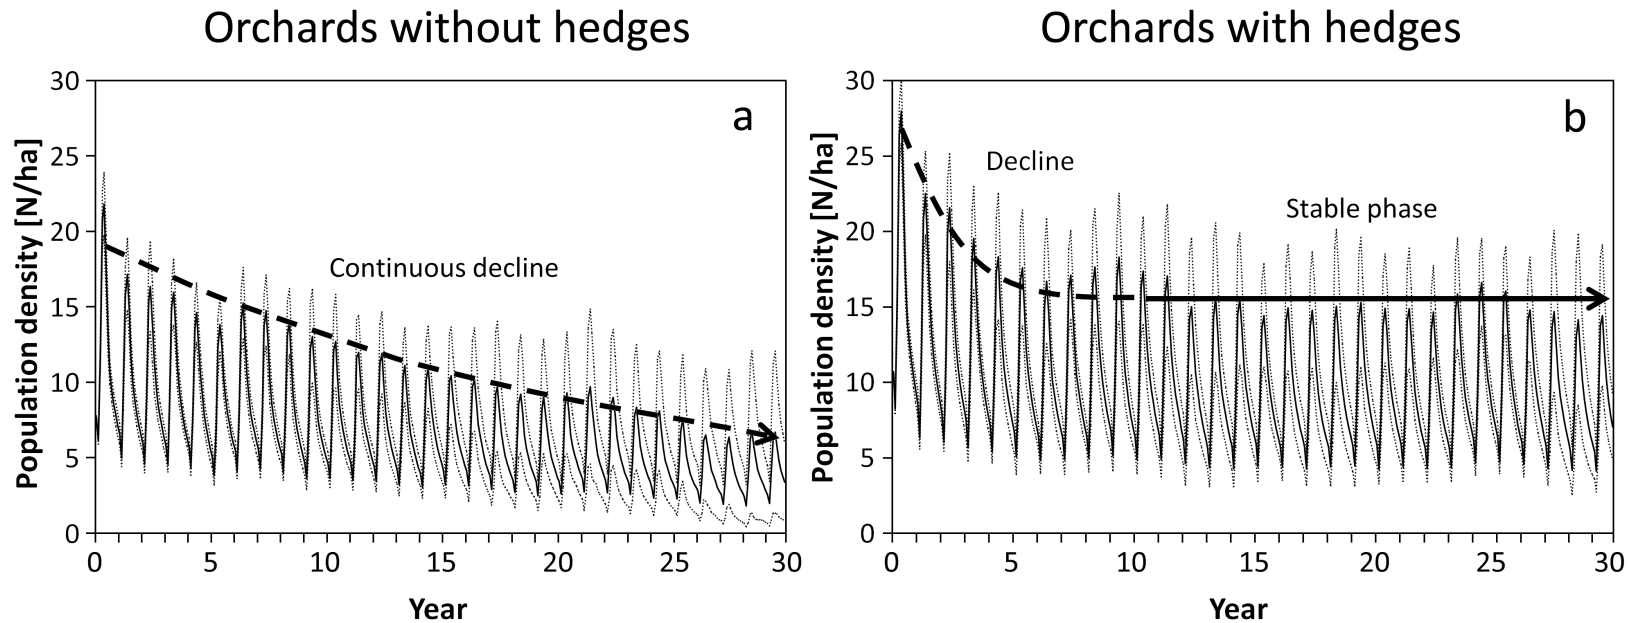 Orchards without hedges
Orchards with hedges
a
Continuous decline
Population density [N/ha]
30
25
20
15
10
5
0
0 5 10 15 20 25 30
Year
b
Decline
Stable phase
Population density [N/ha]
30
25
20
15
10
5
0
0 5 10 15 20 25 30
Year